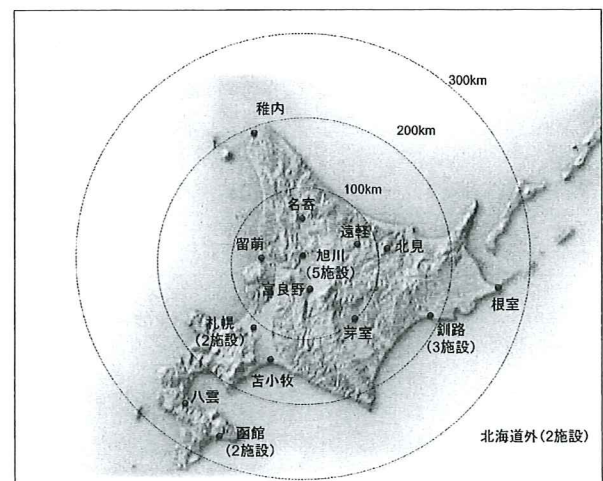 300km
稚内
200km
100km
名寄
遠軽
北見
留萌
旭川
(5施設)
富良野
根室
釧路
(3施設)
芽室
札幌
(2施設)
苫小牧
八雲
函館
(2施設)
北海道外(2施設)